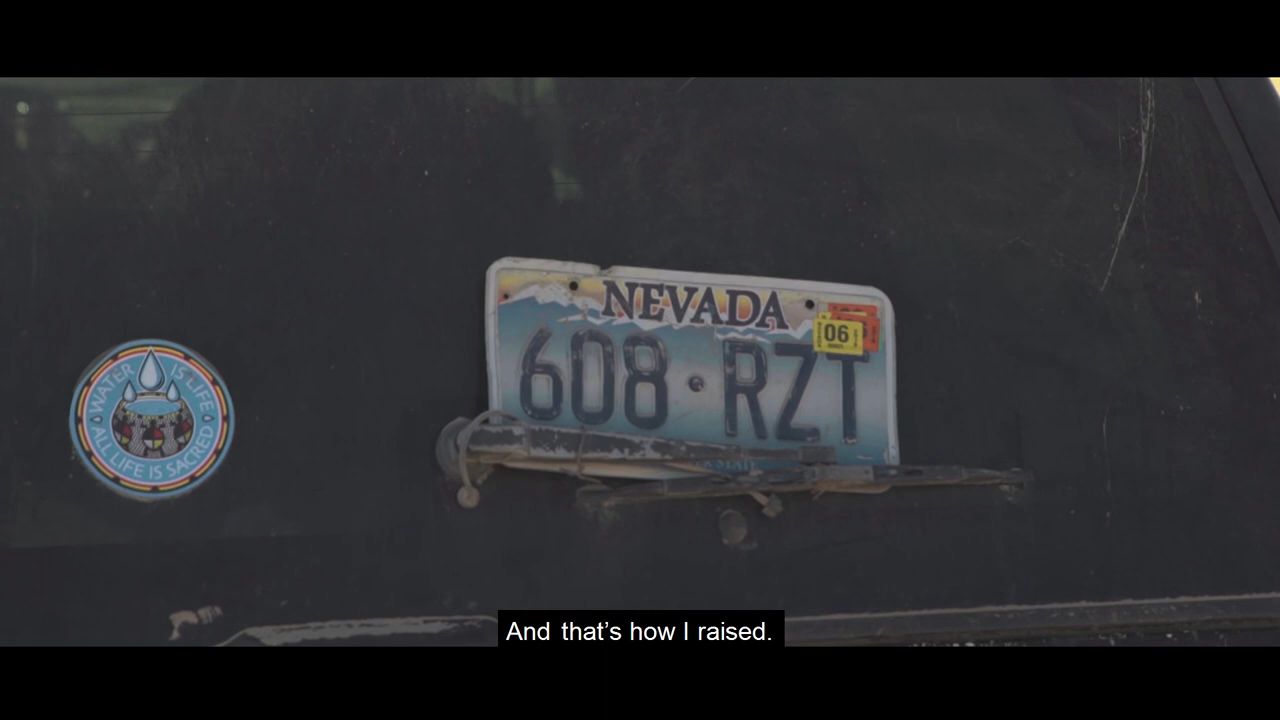 NEVADA
06
608 RZT
WATER IS LIFE
ALL LIFE IS SACRED
And that's how I raised.